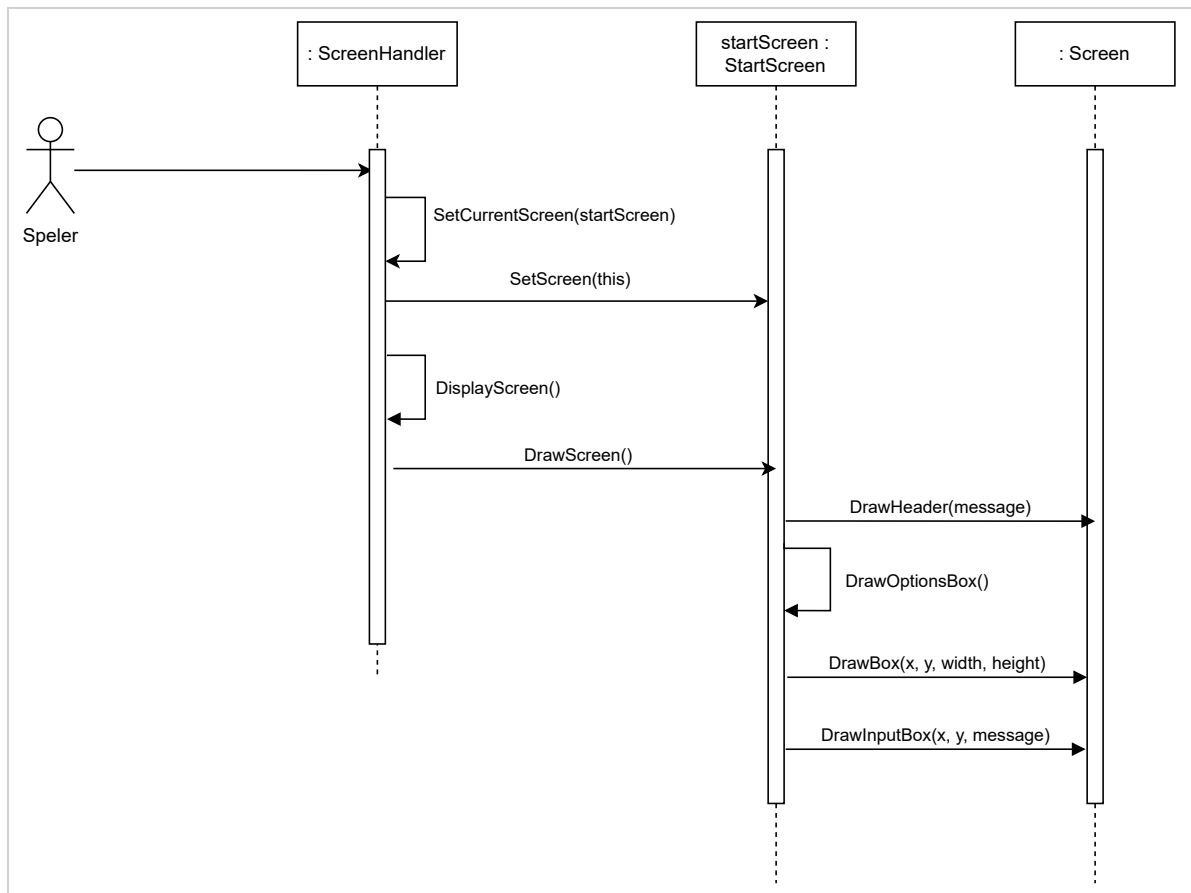 : ScreenHandler
startScreen :
StartScreen
: Screen
Speler
SetCurrentScreen(startScreen)
SetScreen(this)
DisplayScreen()
DrawScreen()
DrawHeader(message)
DrawOptionsBox()
DrawBox(x, y, width, height)
DrawInputBox(x, y, message)